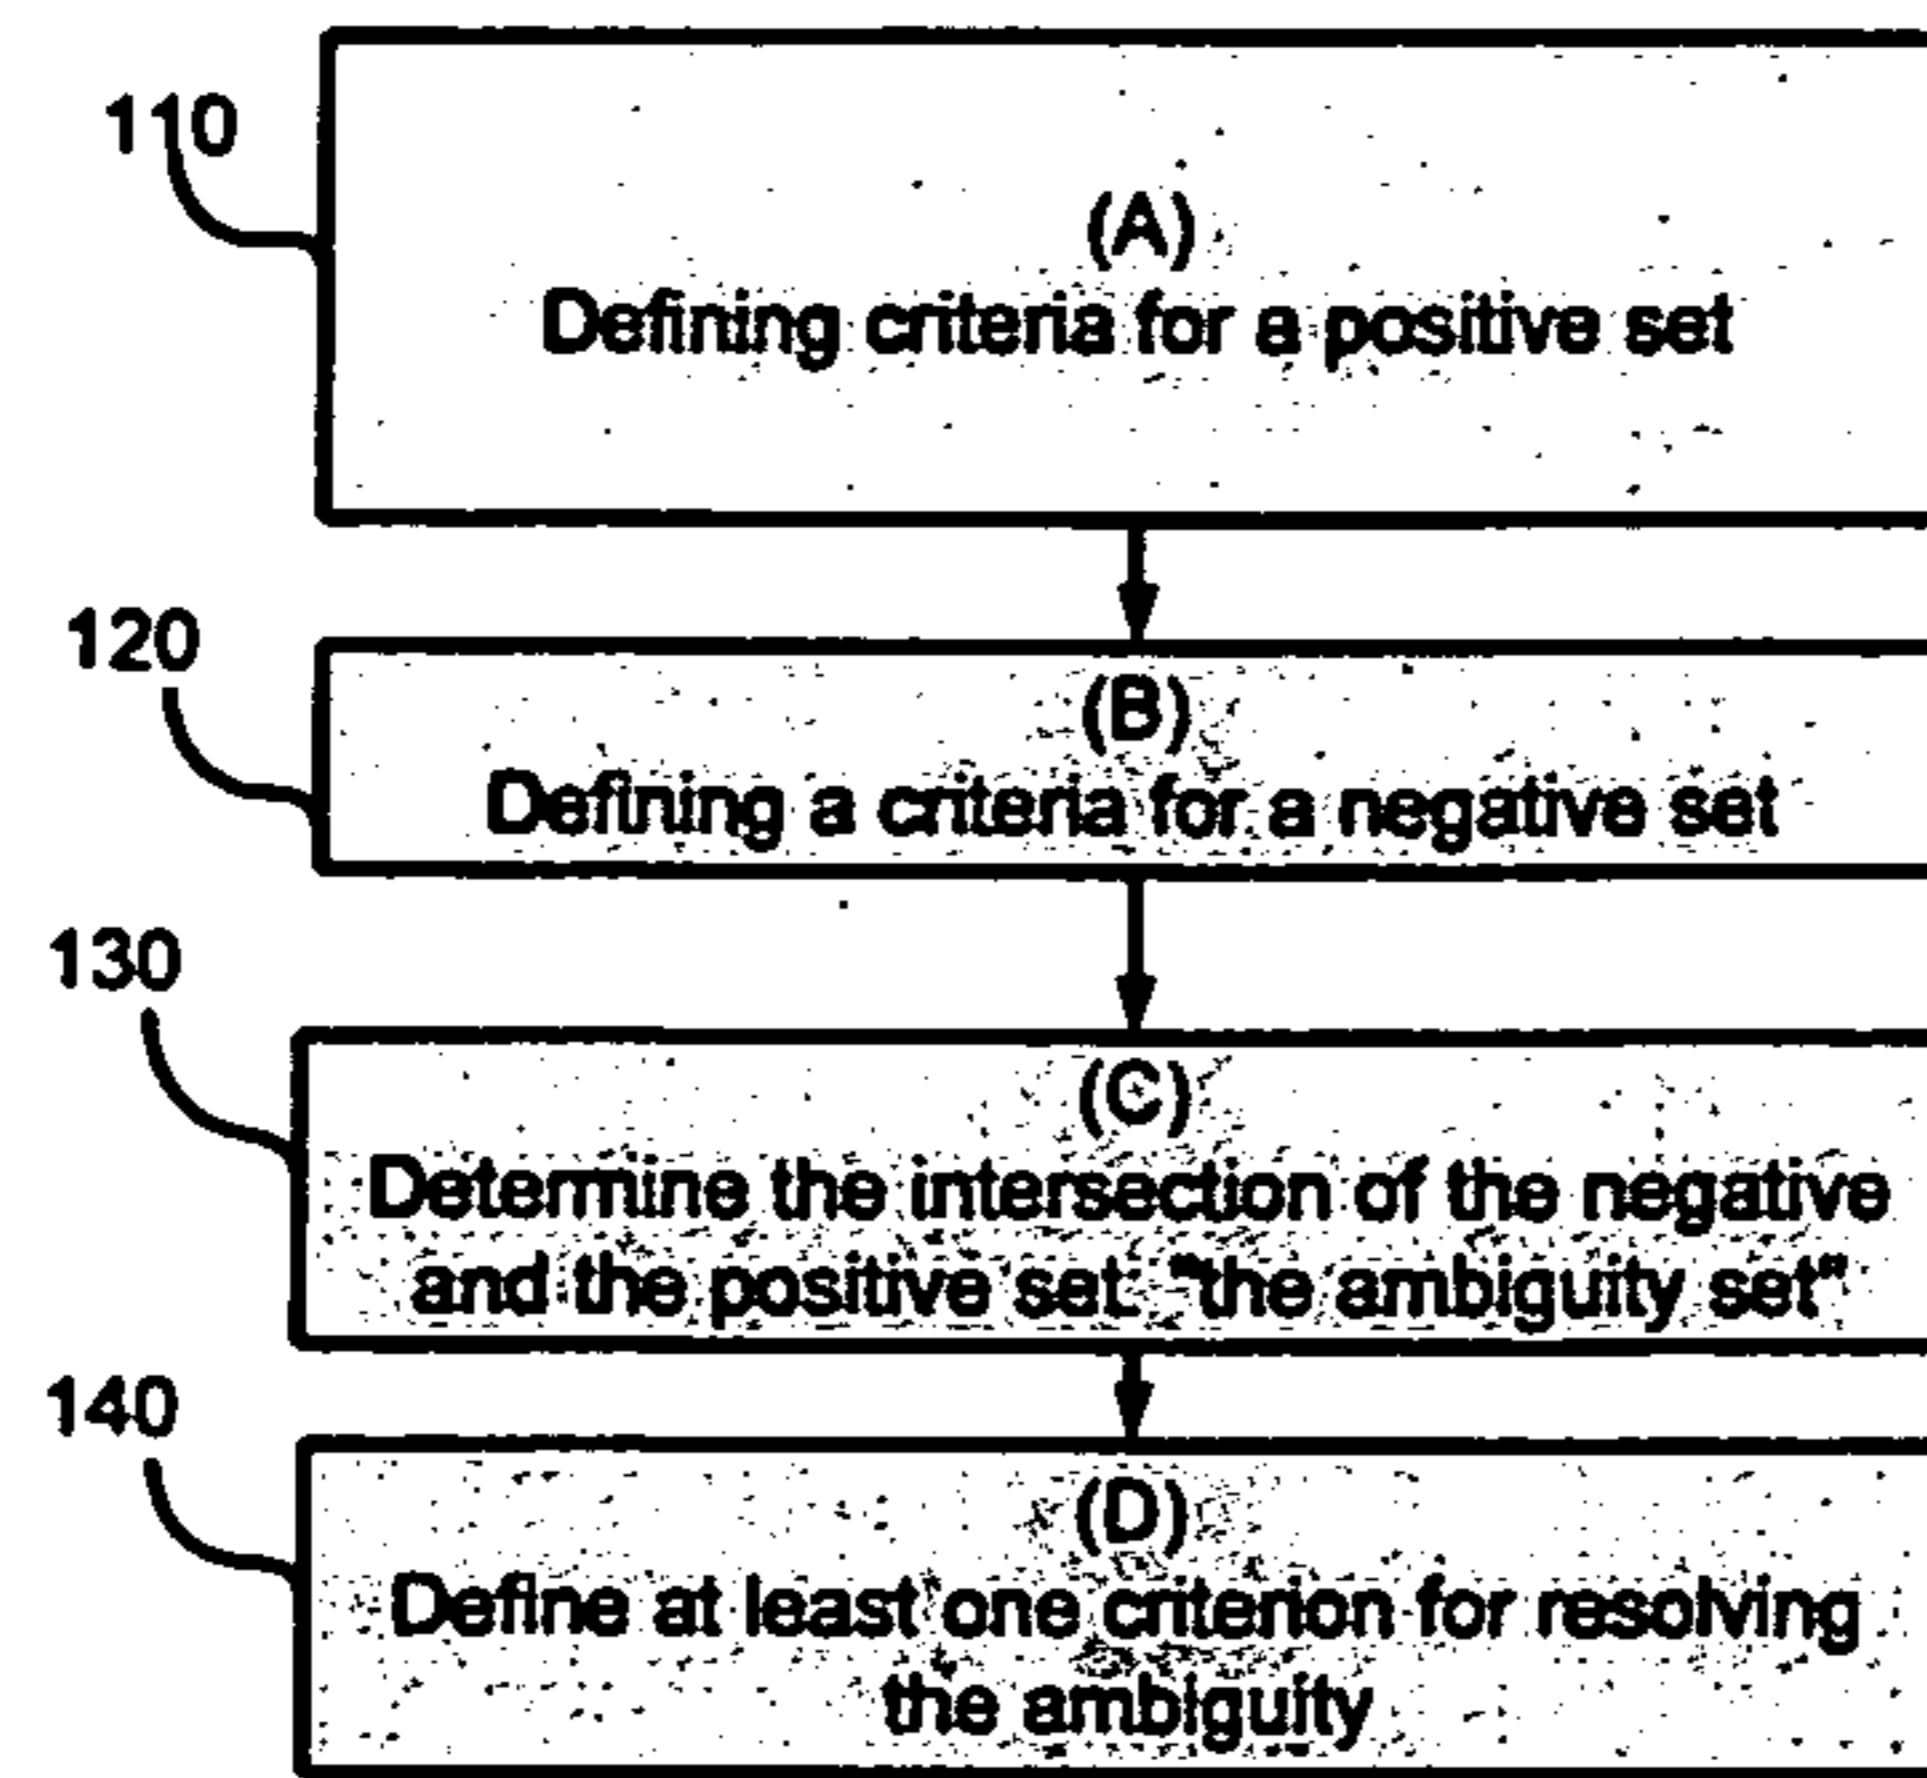 110
(A)
Defining criteria for a positive set
120
(B)
Defining a criteria for a negative set
130
(C)
Determine the intersection of the negative
and the positive set: "the ambiguity set"
140
(D)
Define at least one criterion for resolving
the ambiguity